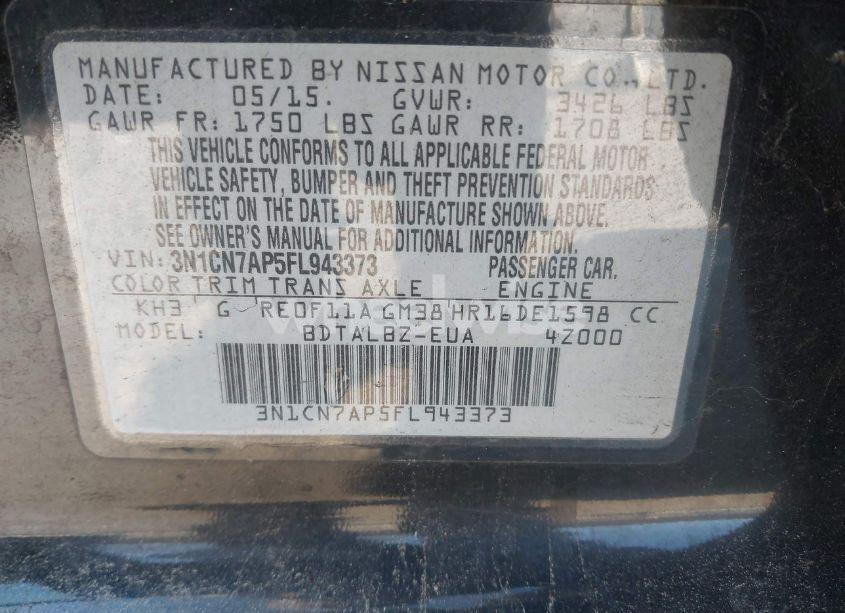 MANUFACTURED BY NISSAN MOTOR CO., LTD.
DATE: 05/15. GVWR: 3426 LBS
GAWR FR: 1750 LBS GAWR RR: 1708 LBS
THIS VEHICLE CONFORMS TO ALL APPLICABLE FEDERAL MOTOR
VEHICLE SAFETY, BUMPER AND THEFT PREVENTION STANDARDS
IN EFFECT ON THE DATE OF MANUFACTURE SHOWN ABOVE.
SEE OWNER'S MANUAL FOR ADDITIONAL INFORMATION.
VIN: 3N1CN7AP5FL943373 PASSENGER CAR.
COLOR TRIM TRANS AXLE ENGINE
KH3 G RE0F11A GM38 HR16DE1598 CC
MODEL: BDTALBZ-EUA 4Z000
3N1CN7AP5FL943373